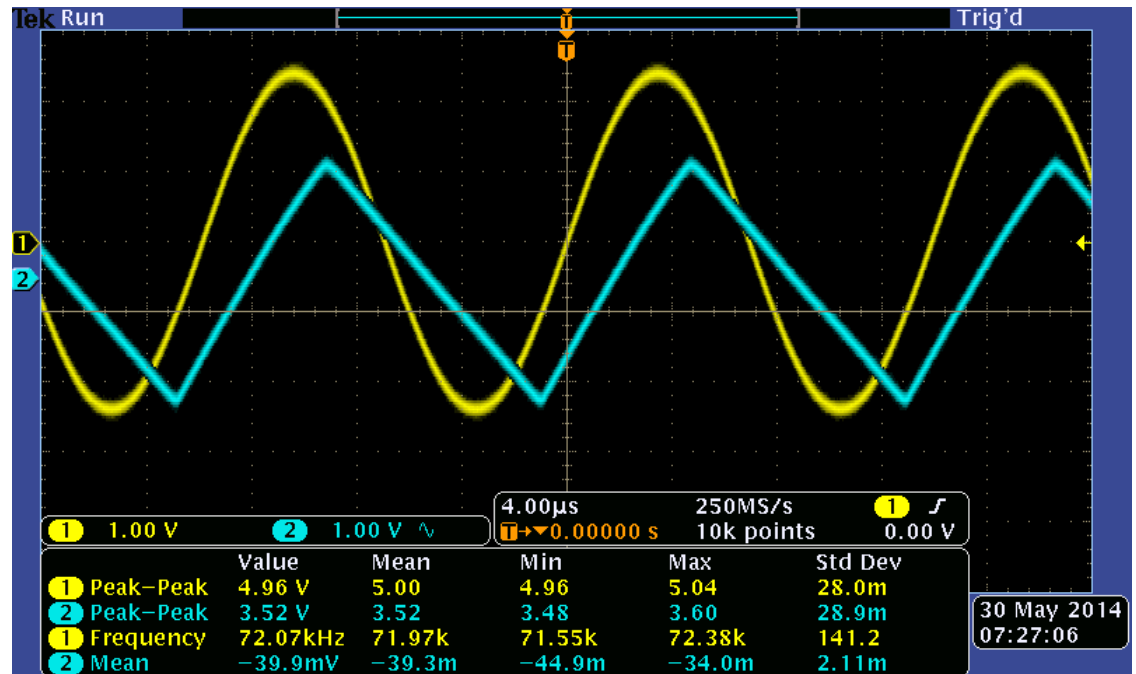 Tek Run Trig'd
T
T
1
2
1 1.00 V 2 1.00 V ∿
4.00µs 250MS/s 1 ʃ
T→▼0.00000 s 10k points 0.00 V
Value Mean Min Max Std Dev
1 Peak−Peak 4.96 V 5.00 4.96 5.04 28.0m
2 Peak−Peak 3.52 V 3.52 3.48 3.60 28.9m
1 Frequency 72.07kHz 71.97k 71.55k 72.38k 141.2
2 Mean −39.9mV −39.3m −44.9m −34.0m 2.11m
30 May 2014
07:27:06